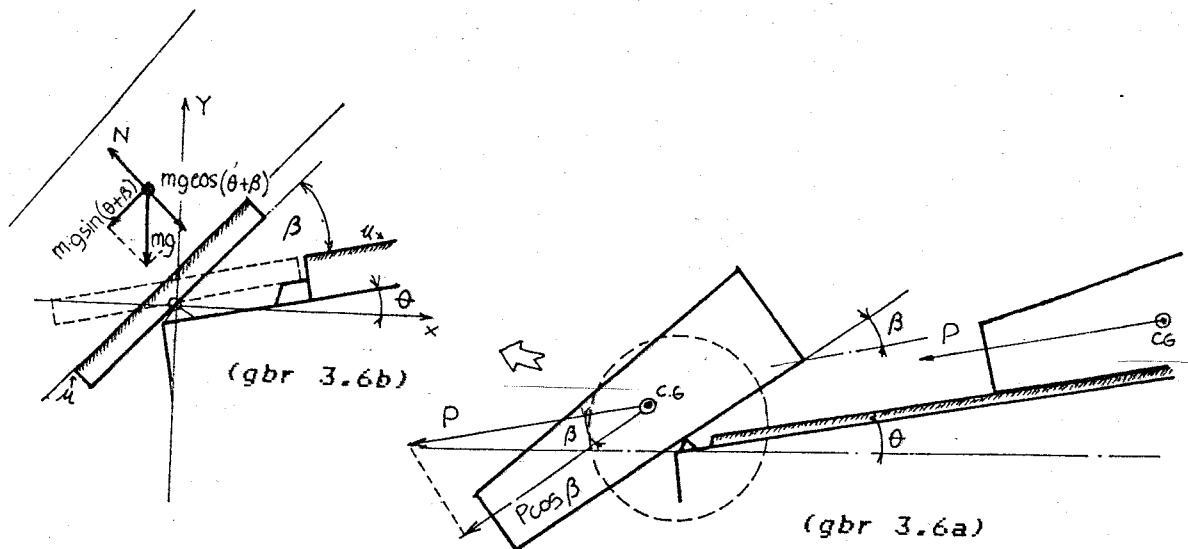 Y
N
mg cos(θ+β)
mg sin(θ+β)
mg
β
μ
θ
x
μ
(gbr 3.6b)
β
P
CG
C.G
P
β
θ
P cos β
(gbr 3.6a)